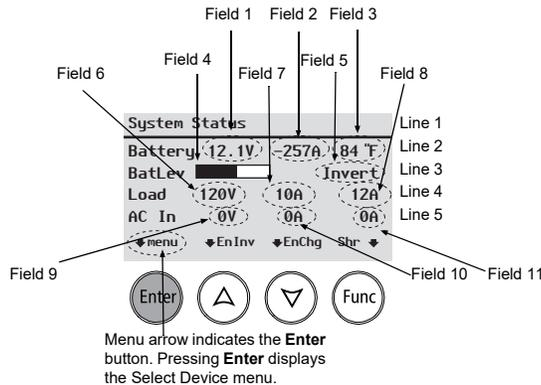 Field 1 Field 2 Field 3
Field 4 Field 5
Field 6 Field 7 Field 8
System Status Line 1
Battery 12.1V -257A 84 °F Line 2
BatLev Invert Line 3
Load 120V 10A 12A Line 4
AC In 0V 0A 0A Line 5
menu EnInv EnChg Shr
Field 9 Field 10 Field 11
Enter Func
Menu arrow indicates the Enter
button. Pressing Enter displays
the Select Device menu.